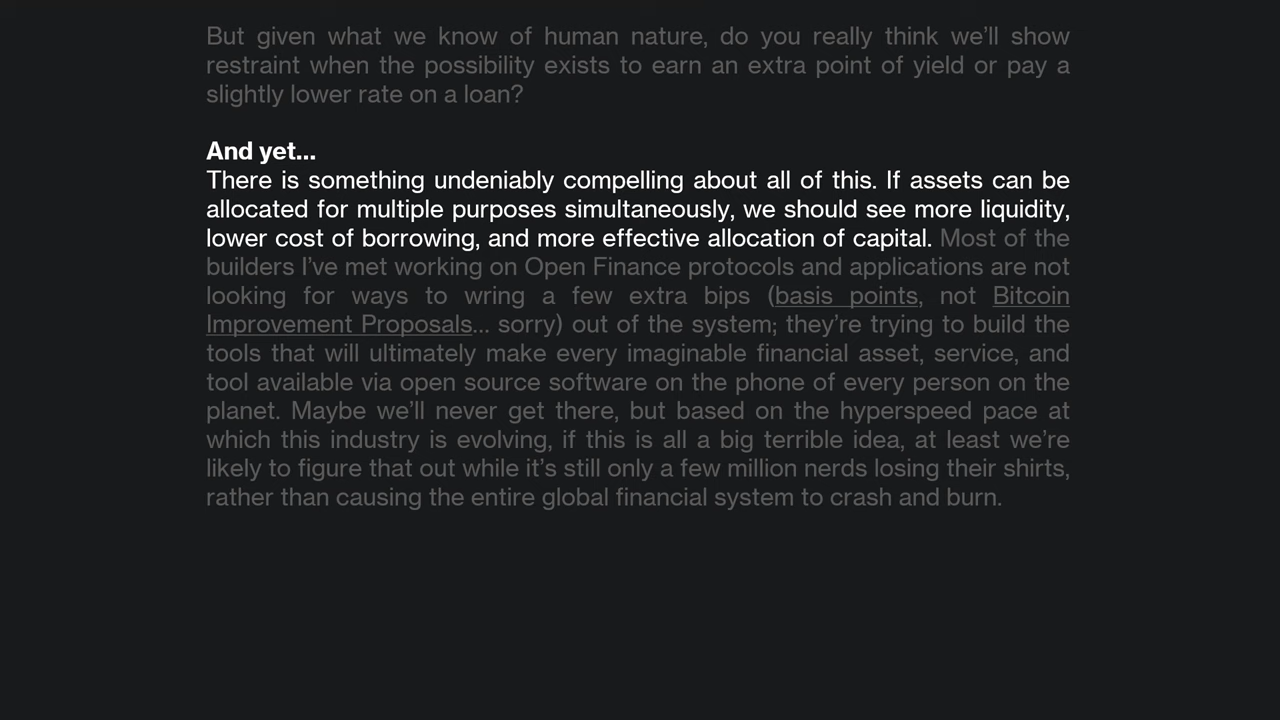 But given what we know of human nature, do you really think we’ll show
restraint when the possibility exists to earn an extra point of yield or pay a
slightly lower rate on a loan?
And yet...
There is something undeniably compelling about all of this. If assets can be
allocated for multiple purposes simultaneously, we should see more liquidity,
lower cost of borrowing, and more effective allocation of capital. Most of the
builders I’ve met working on Open Finance protocols and applications are not
looking for ways to wring a few extra bips (basis points, not Bitcoin
Improvement Proposals... sorry) out of the system; they’re trying to build the
tools that will ultimately make every imaginable financial asset, service, and
tool available via open source software on the phone of every person on the
planet. Maybe we’ll never get there, but based on the hyperspeed pace at
which this industry is evolving, if this is all a big terrible idea, at least we’re
likely to figure that out while it’s still only a few million nerds losing their shirts,
rather than causing the entire global financial system to crash and burn.